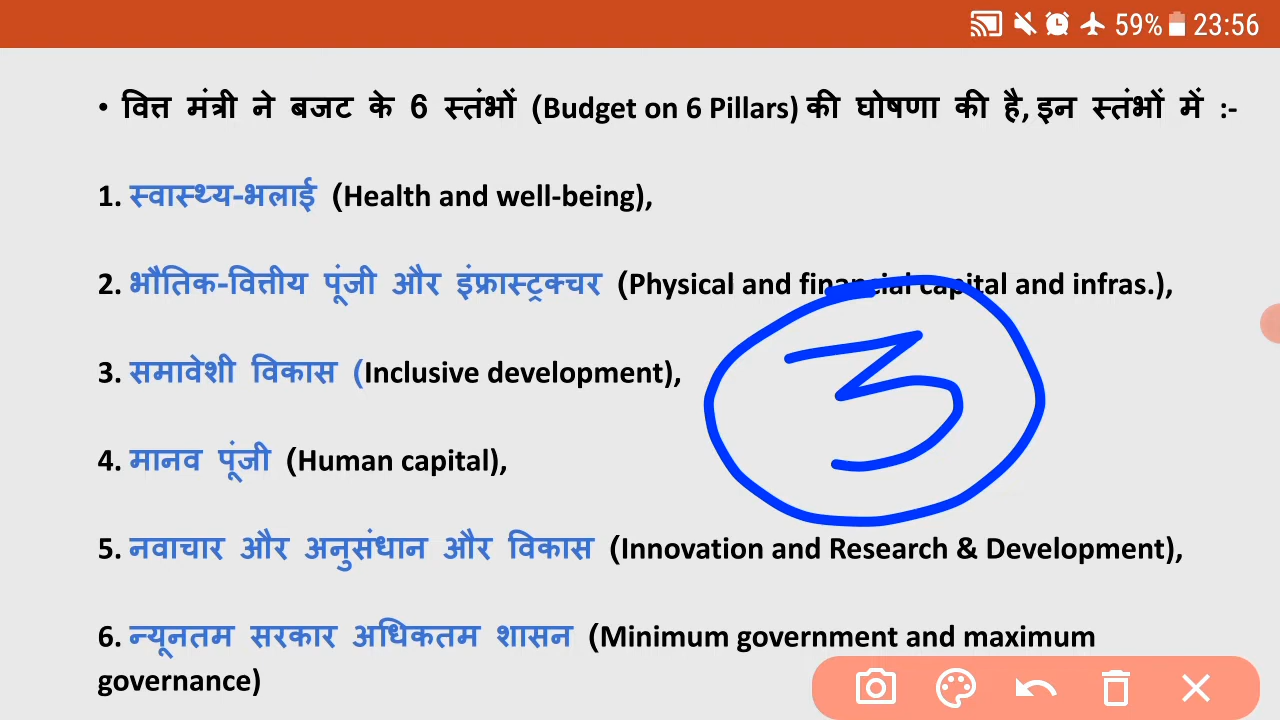 59% 23:56
• वित्त मंत्री ने बजट के 6 स्तंभों (Budget on 6 Pillars) की घोषणा की है, इन स्तंभों में :-
1. स्वास्थ्य-भलाई (Health and well-being),
2. भौतिक-वित्तीय पूंजी और इंफ्रास्ट्रक्चर (Physical and financial capital and infras.),
3. समावेशी विकास (Inclusive development),
3
4. मानव पूंजी (Human capital),
5. नवाचार और अनुसंधान और विकास (Innovation and Research & Development),
6. न्यूनतम सरकार अधिकतम शासन (Minimum government and maximum
governance)